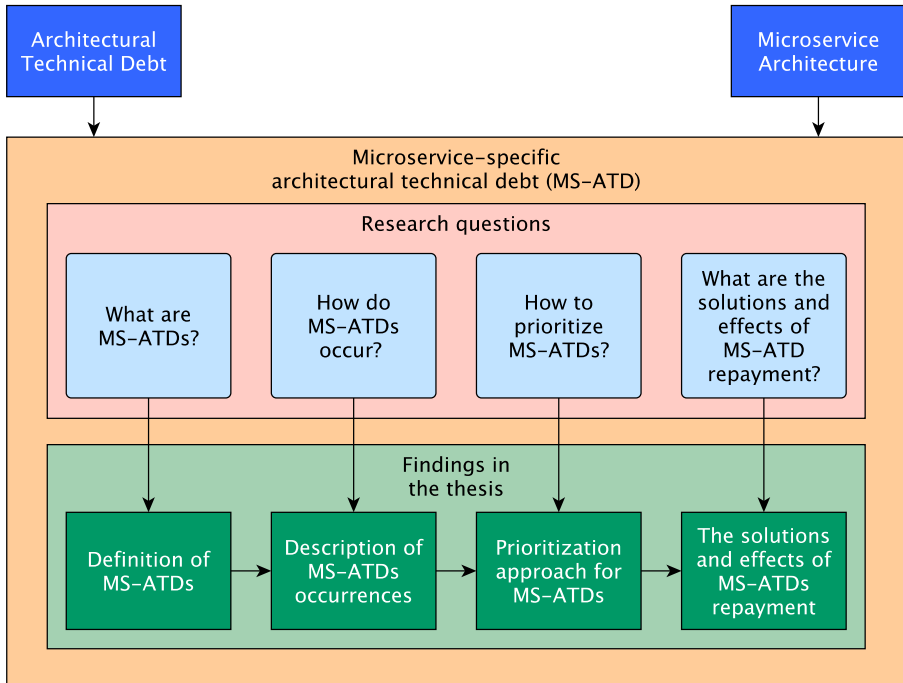 Architectural
Technical Debt
Microservice
Architecture
Microservice-specific
architectural technical debt (MS-ATD)
Research questions
What are
MS-ATDs?
How do
MS-ATDs
occur?
How to
prioritize
MS-ATDs?
What are the
solutions and
effects of
MS-ATD
repayment?
Findings in
the thesis
Definition of
MS-ATDs
Description of
MS-ATDs
occurrences
Prioritization
approach for
MS-ATDs
The solutions
and effects of
MS-ATDs
repayment